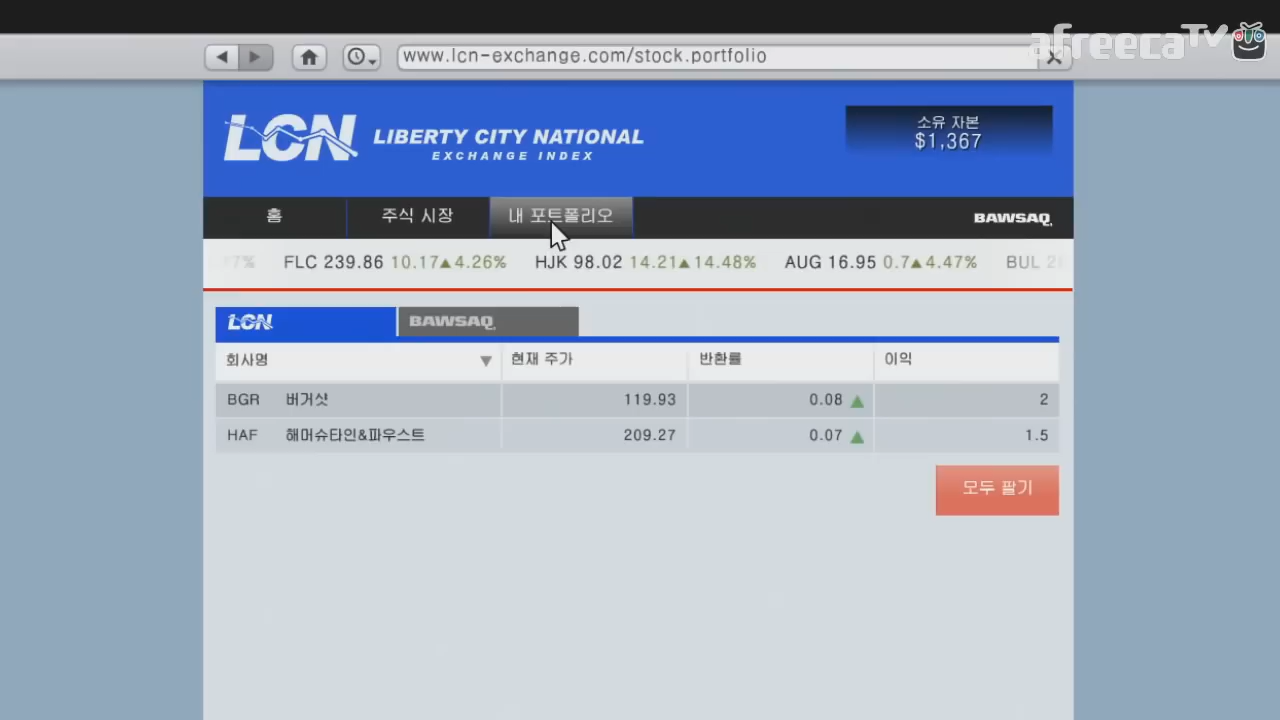 afreecaTV
www.lcn-exchange.com/stock.portfolio
LCN LIBERTY CITY NATIONAL
EXCHANGE INDEX
소유 자본
$1,367
홈 주식 시장 내 포트폴리오 BAWSAQ
7% FLC 239.86 10.17▲4.26% HJK 98.02 14.21▲14.48% AUG 16.95 0.7▲4.47% BUL
LCN BAWSAQ
회사명 ▼ 현재 주가 반환률 이익
BGR 버거샷 119.93 0.08 ▲ 2
HAF 해머슈타인&파우스트 209.27 0.07 ▲ 1.5
모두 팔기